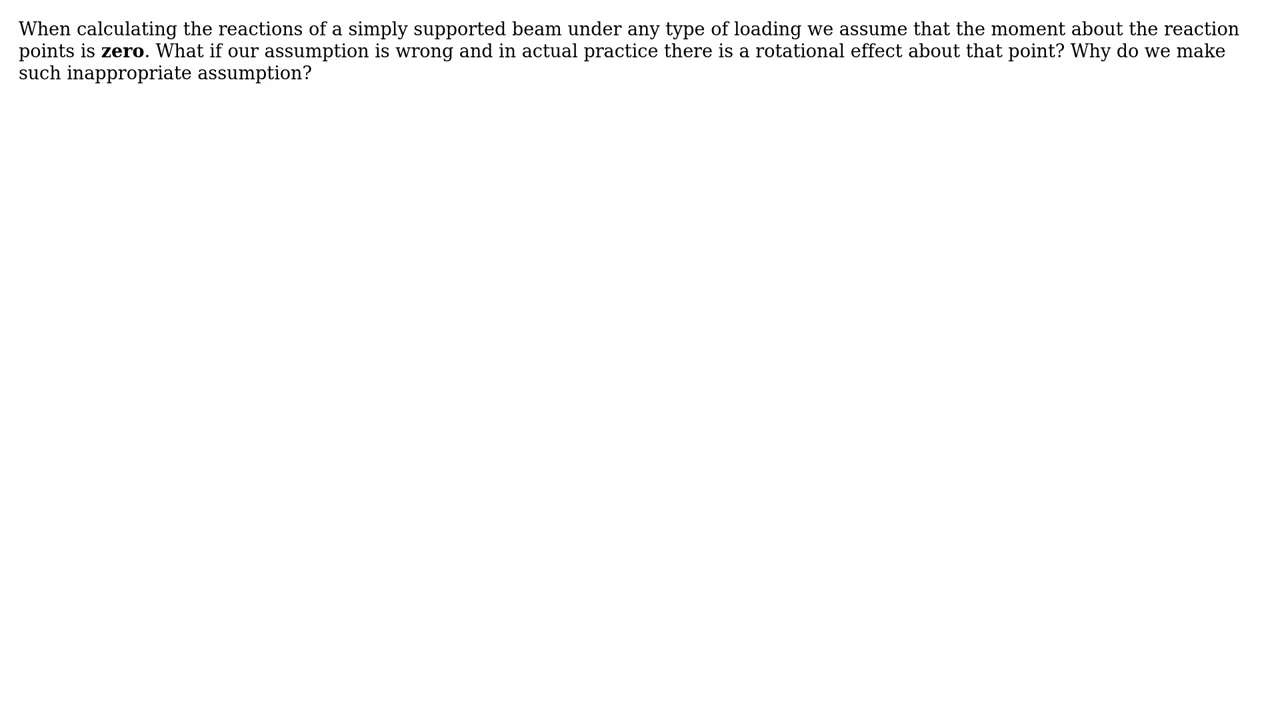 When calculating the reactions of a simply supported beam under any type of loading we assume that the moment about the reaction
points is zero. What if our assumption is wrong and in actual practice there is a rotational effect about that point? Why do we make
such inappropriate assumption?